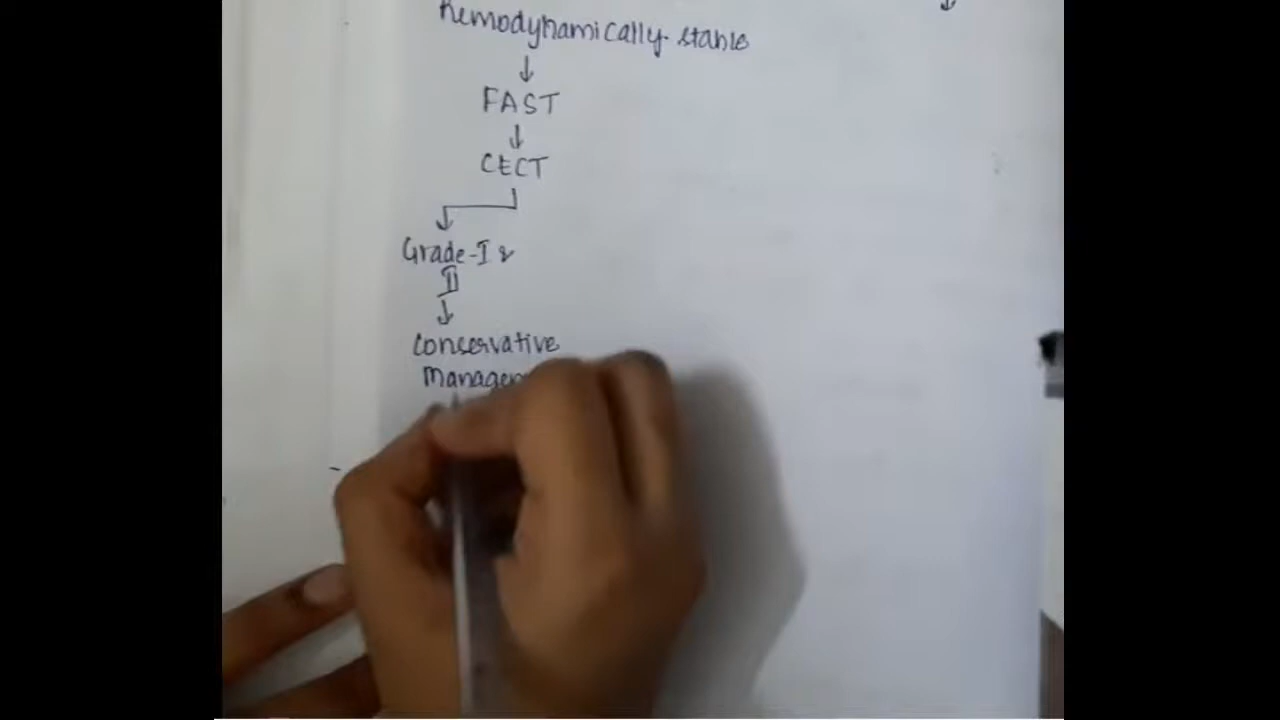 hemodynamically stable
↓
FAST
↓
CECT
↓
Grade-I &
II
↓
conservative